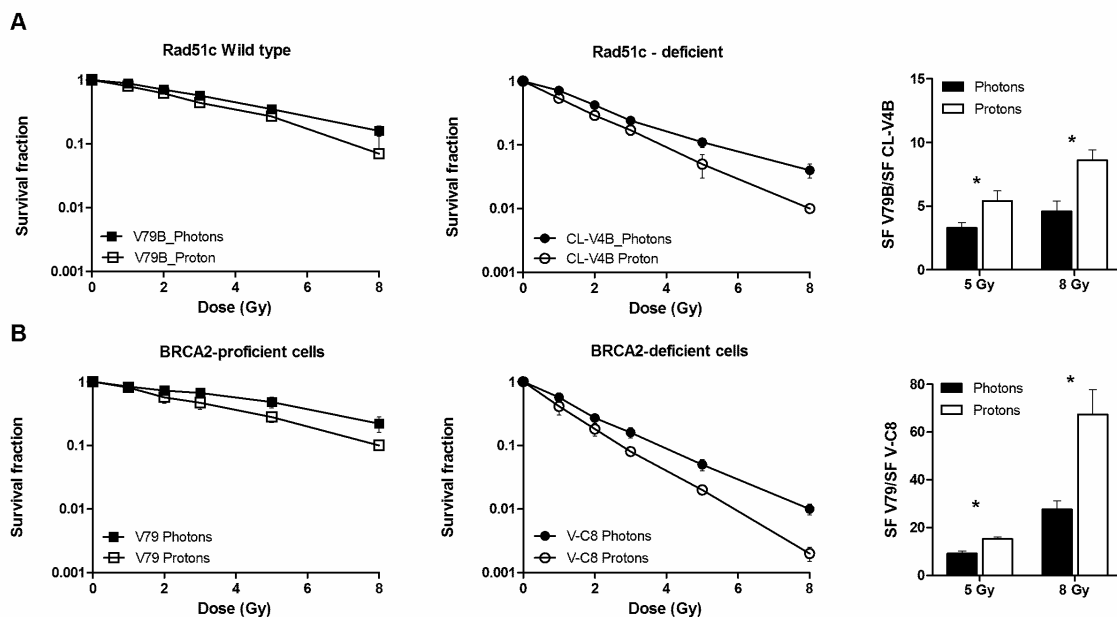 A
Rad51c Wild type
Survival fraction
1
0.1
0.01
0.001
V79B_Photons
V79B_Proton
0 2 4 6 8
Dose (Gy)
Rad51c - deficient
Survival fraction
1
0.1
0.01
0.001
CL-V4B_Photons
CL-V4B Proton
0 2 4 6 8
Dose (Gy)
SF V79B/SF CL-V4B
15
10
5
0
Photons
Protons
*
*
5 Gy 8 Gy
B
BRCA2-proficient cells
Survival fraction
1
0.1
0.01
0.001
V79 Photons
V79 Protons
0 2 4 6 8
Dose (Gy)
BRCA2-deficient cells
Survival fraction
1
0.1
0.01
0.001
V-C8 Photons
V-C8 Protons
0 2 4 6 8
Dose (Gy)
SF V79/SF V-C8
80
60
40
20
0
Photons
Protons
*
*
5 Gy 8 Gy